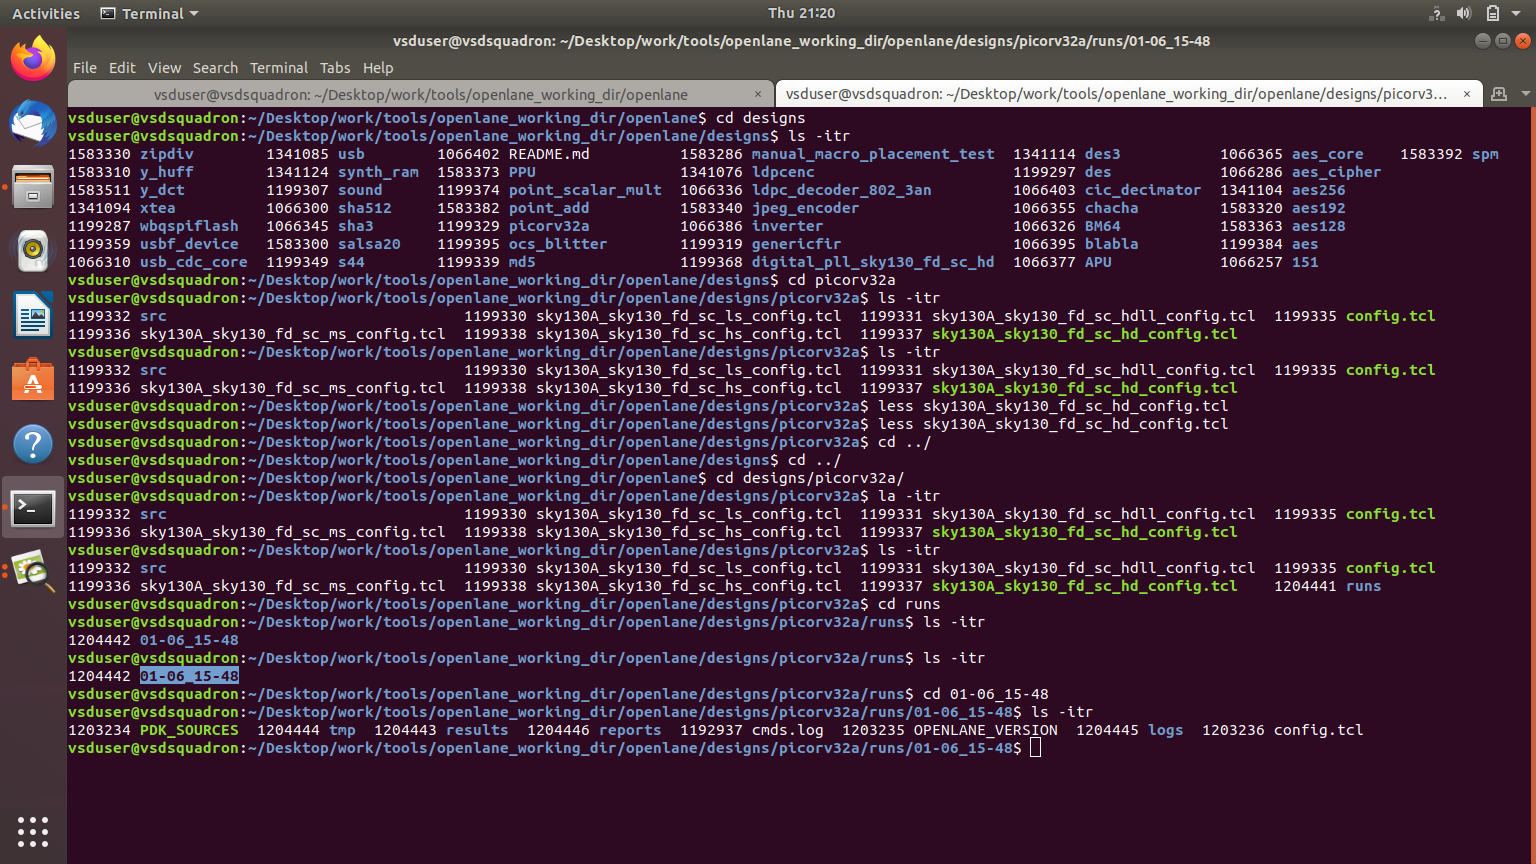 Activities Terminal Thu 21:20
vsduser@vsdsquadron: ~/Desktop/work/tools/openlane_working_dir/openlane/designs/picorv32a/runs/01-06_15-48
File Edit View Search Terminal Tabs Help
vsduser@vsdsquadron: ~/Desktop/work/tools/openlane_working_dir/openlane × vsduser@vsdsquadron: ~/Desktop/work/tools/openlane_working_dir/openlane/designs/picorv3... ×
vsduser@vsdsquadron:~/Desktop/work/tools/openlane_working_dir/openlane$ cd designs
vsduser@vsdsquadron:~/Desktop/work/tools/openlane_working_dir/openlane/designs$ ls -itr
1583330 zipdiv 1341085 usb 1066402 README.md 1583286 manual_macro_placement_test 1341114 des3 1066365 aes_core 1583392 spm
1583310 y_huff 1341124 synth_ram 1583373 PPU 1341076 ldpcenc 1199297 des 1066286 aes_cipher
1583511 y_dct 1199307 sound 1199374 point_scalar_mult 1066336 ldpc_decoder_802_3an 1066403 cic_decimator 1341104 aes256
1341094 xtea 1066300 sha512 1583382 point_add 1583340 jpeg_encoder 1066355 chacha 1583320 aes192
1199287 wbqspiflash 1066345 sha3 1199329 picorv32a 1066386 inverter 1066326 BM64 1583363 aes128
1199359 usbf_device 1583300 salsa20 1199395 ocs_blitter 1199319 genericfir 1066395 blabla 1199384 aes
1066310 usb_cdc_core 1199349 s44 1199339 md5 1199368 digital_pll_sky130_fd_sc_hd 1066377 APU 1066257 151
vsduser@vsdsquadron:~/Desktop/work/tools/openlane_working_dir/openlane/designs$ cd picorv32a
vsduser@vsdsquadron:~/Desktop/work/tools/openlane_working_dir/openlane/designs/picorv32a$ ls -itr
1199332 src 1199330 sky130A_sky130_fd_sc_ls_config.tcl 1199331 sky130A_sky130_fd_sc_hdll_config.tcl 1199335 config.tcl
1199336 sky130A_sky130_fd_sc_ms_config.tcl 1199338 sky130A_sky130_fd_sc_hs_config.tcl 1199337 sky130A_sky130_fd_sc_hd_config.tcl
vsduser@vsdsquadron:~/Desktop/work/tools/openlane_working_dir/openlane/designs/picorv32a$ ls -itr
1199332 src 1199330 sky130A_sky130_fd_sc_ls_config.tcl 1199331 sky130A_sky130_fd_sc_hdll_config.tcl 1199335 config.tcl
1199336 sky130A_sky130_fd_sc_ms_config.tcl 1199338 sky130A_sky130_fd_sc_hs_config.tcl 1199337 sky130A_sky130_fd_sc_hd_config.tcl
vsduser@vsdsquadron:~/Desktop/work/tools/openlane_working_dir/openlane/designs/picorv32a$ less sky130A_sky130_fd_sc_hd_config.tcl
vsduser@vsdsquadron:~/Desktop/work/tools/openlane_working_dir/openlane/designs/picorv32a$ less sky130A_sky130_fd_sc_hd_config.tcl
vsduser@vsdsquadron:~/Desktop/work/tools/openlane_working_dir/openlane/designs/picorv32a$ cd ../
vsduser@vsdsquadron:~/Desktop/work/tools/openlane_working_dir/openlane/designs$ cd ../
vsduser@vsdsquadron:~/Desktop/work/tools/openlane_working_dir/openlane$ cd designs/picorv32a/
vsduser@vsdsquadron:~/Desktop/work/tools/openlane_working_dir/openlane/designs/picorv32a$ la -itr
1199332 src 1199330 sky130A_sky130_fd_sc_ls_config.tcl 1199331 sky130A_sky130_fd_sc_hdll_config.tcl 1199335 config.tcl
1199336 sky130A_sky130_fd_sc_ms_config.tcl 1199338 sky130A_sky130_fd_sc_hs_config.tcl 1199337 sky130A_sky130_fd_sc_hd_config.tcl
vsduser@vsdsquadron:~/Desktop/work/tools/openlane_working_dir/openlane/designs/picorv32a$ ls -itr
1199332 src 1199330 sky130A_sky130_fd_sc_ls_config.tcl 1199331 sky130A_sky130_fd_sc_hdll_config.tcl 1199335 config.tcl
1199336 sky130A_sky130_fd_sc_ms_config.tcl 1199338 sky130A_sky130_fd_sc_hs_config.tcl 1199337 sky130A_sky130_fd_sc_hd_config.tcl 1204441 runs
vsduser@vsdsquadron:~/Desktop/work/tools/openlane_working_dir/openlane/designs/picorv32a$ cd runs
vsduser@vsdsquadron:~/Desktop/work/tools/openlane_working_dir/openlane/designs/picorv32a/runs$ ls -itr
1204442 01-06_15-48
vsduser@vsdsquadron:~/Desktop/work/tools/openlane_working_dir/openlane/designs/picorv32a/runs$ ls -itr
1204442 01-06_15-48
vsduser@vsdsquadron:~/Desktop/work/tools/openlane_working_dir/openlane/designs/picorv32a/runs$ cd 01-06_15-48
vsduser@vsdsquadron:~/Desktop/work/tools/openlane_working_dir/openlane/designs/picorv32a/runs/01-06_15-48$ ls -itr
1203234 PDK_SOURCES 1204444 tmp 1204443 results 1204446 reports 1192937 cmds.log 1203235 OPENLANE_VERSION 1204445 logs 1203236 config.tcl
vsduser@vsdsquadron:~/Desktop/work/tools/openlane_working_dir/openlane/designs/picorv32a/runs/01-06_15-48$